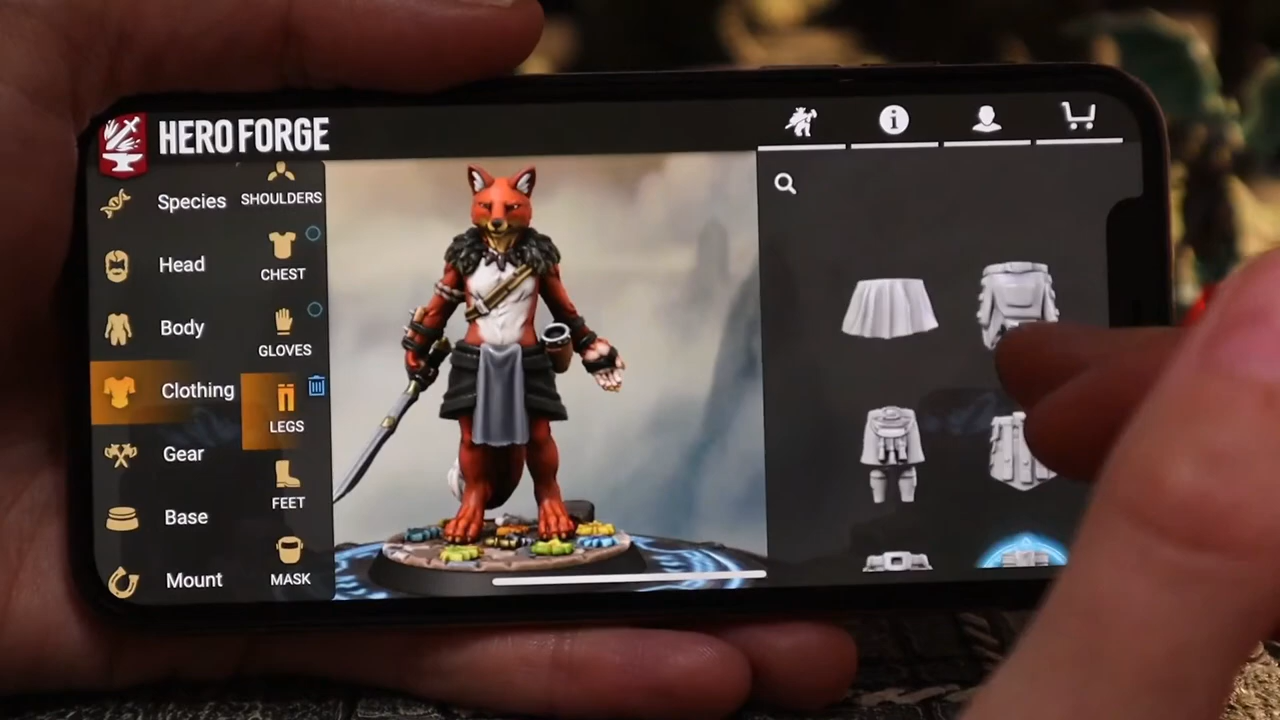 HERO FORGE
Species
Head
Body
Clothing
Gear
Base
Mount
SHOULDERS
CHEST
GLOVES
LEGS
FEET
MASK